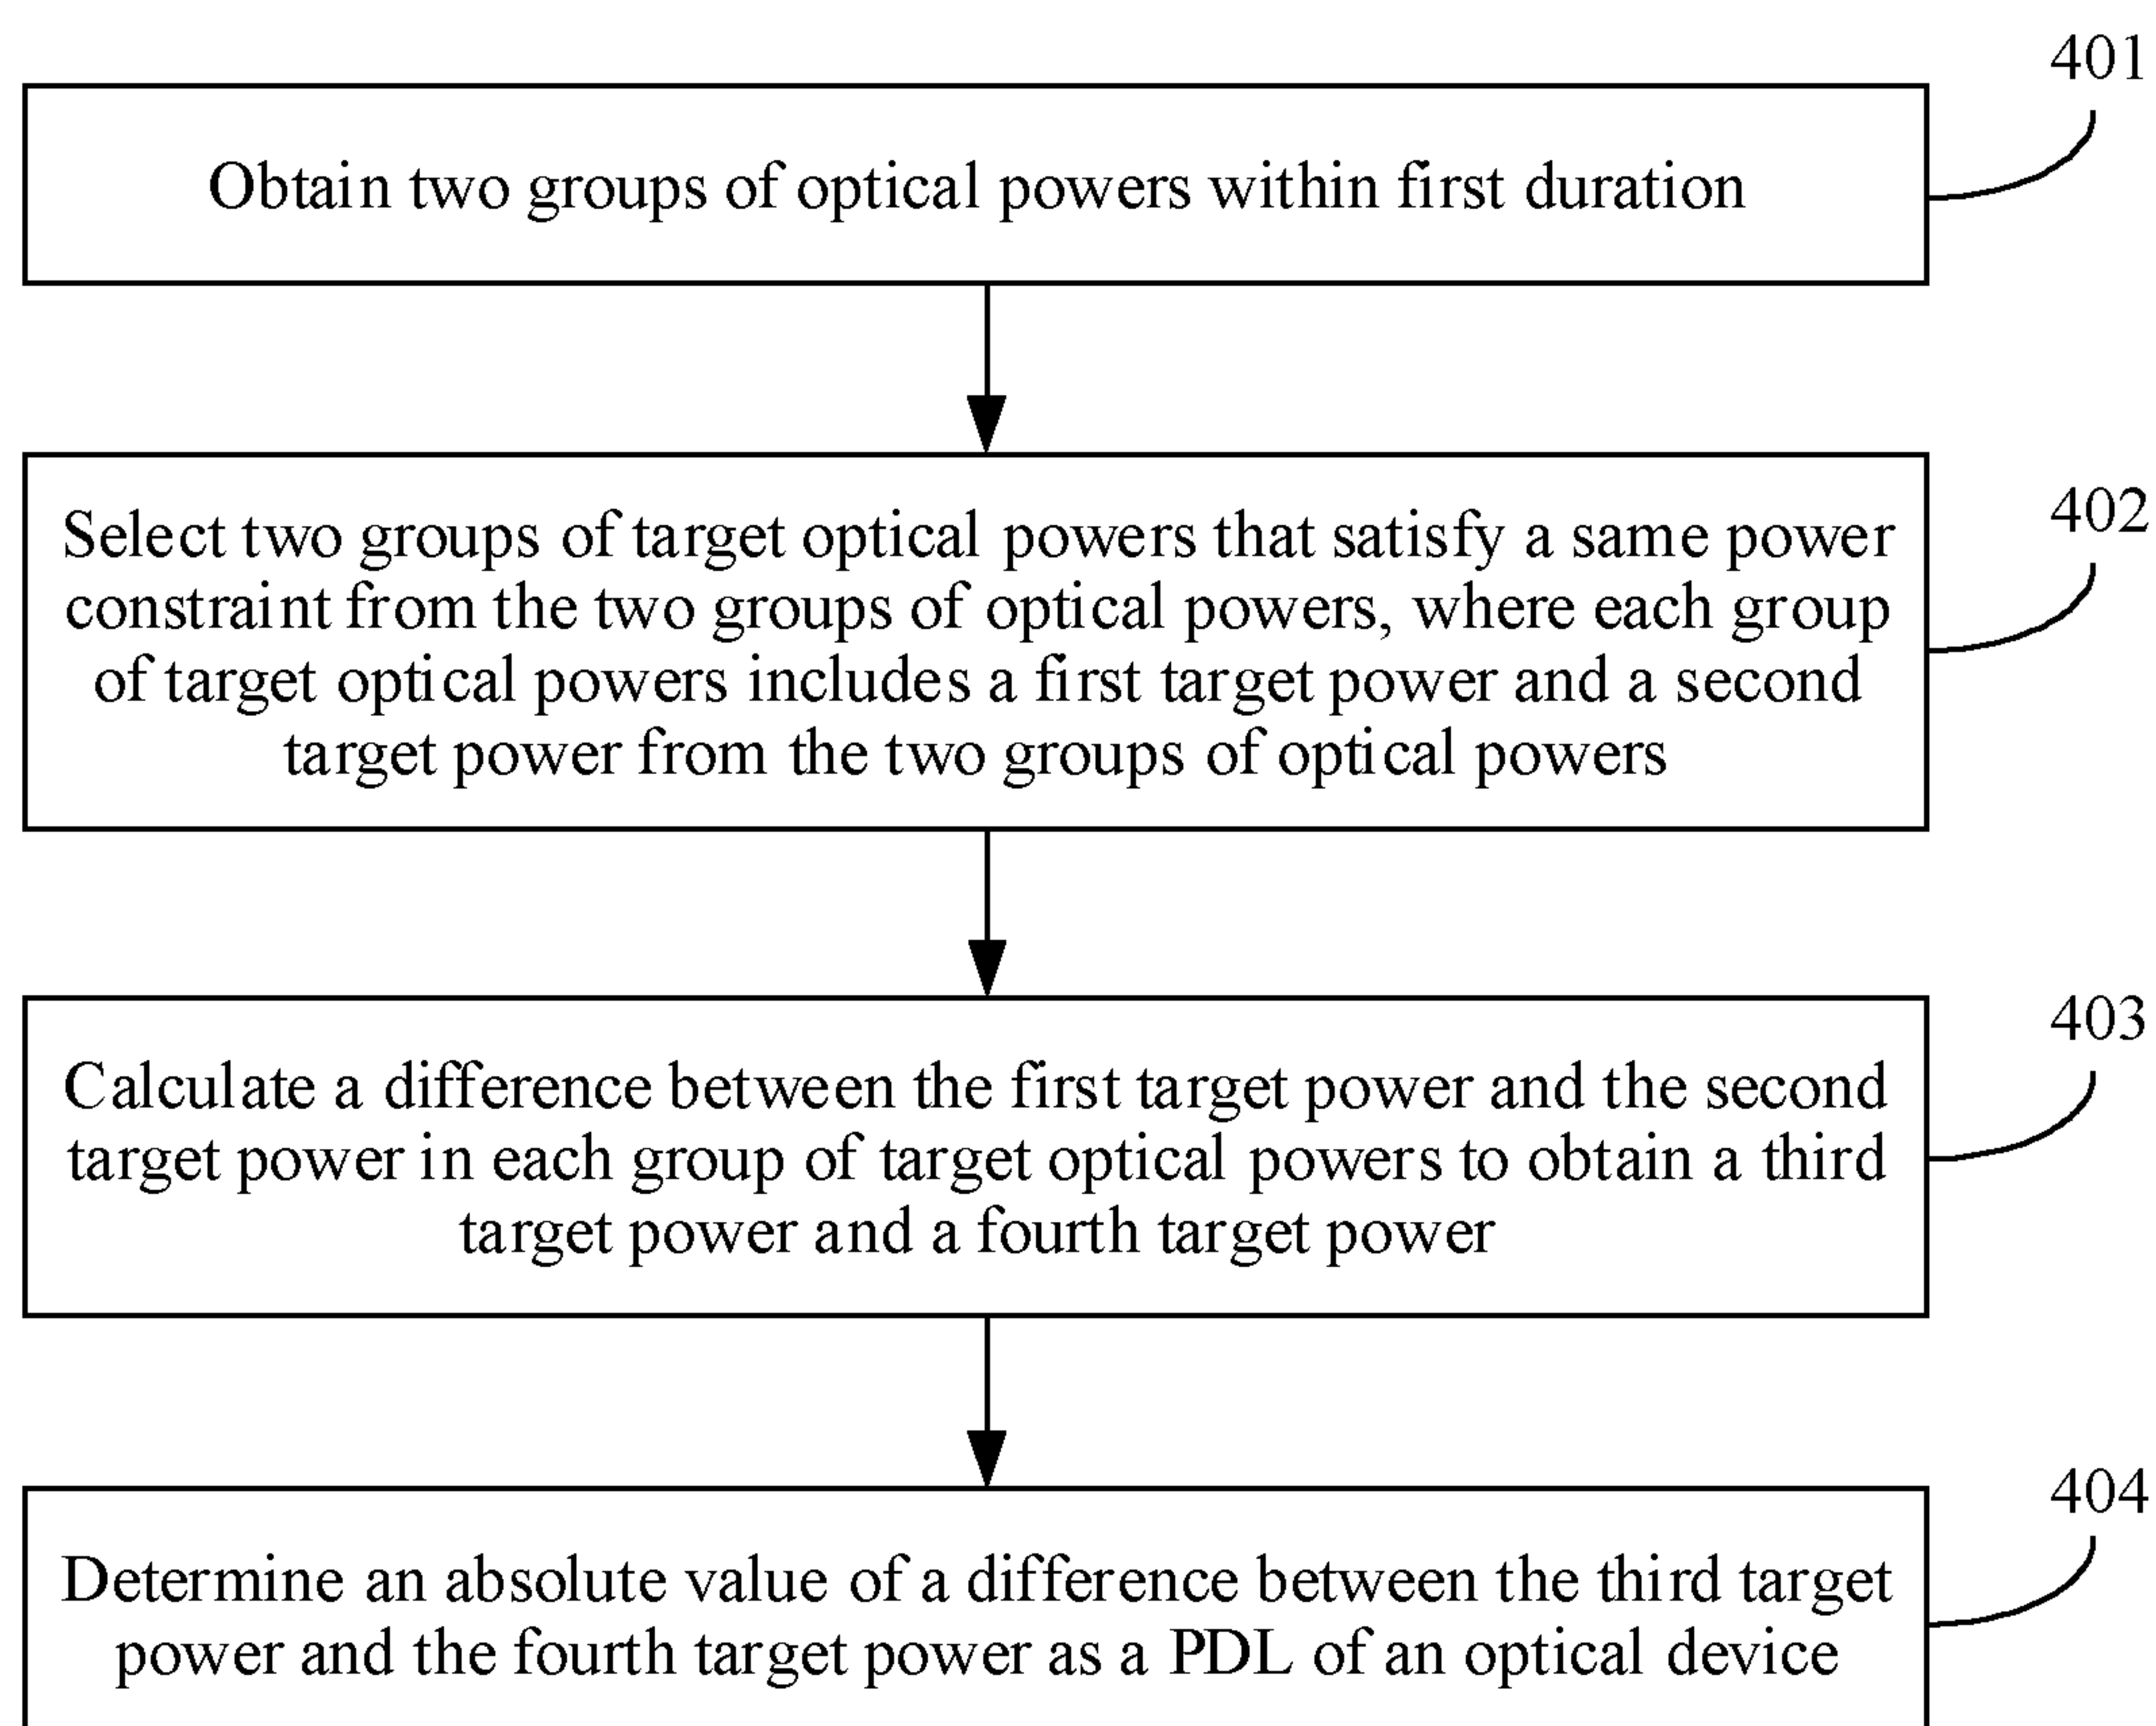 401
Obtain two groups of optical powers within first duration
402
Select two groups of target optical powers that satisfy a same power
constraint from the two groups of optical powers, where each group
of target optical powers includes a first target power and a second
target power from the two groups of optical powers
403
Calculate a difference between the first target power and the second
target power in each group of target optical powers to obtain a third
target power and a fourth target power
404
Determine an absolute value of a difference between the third target
power and the fourth target power as a PDL of an optical device